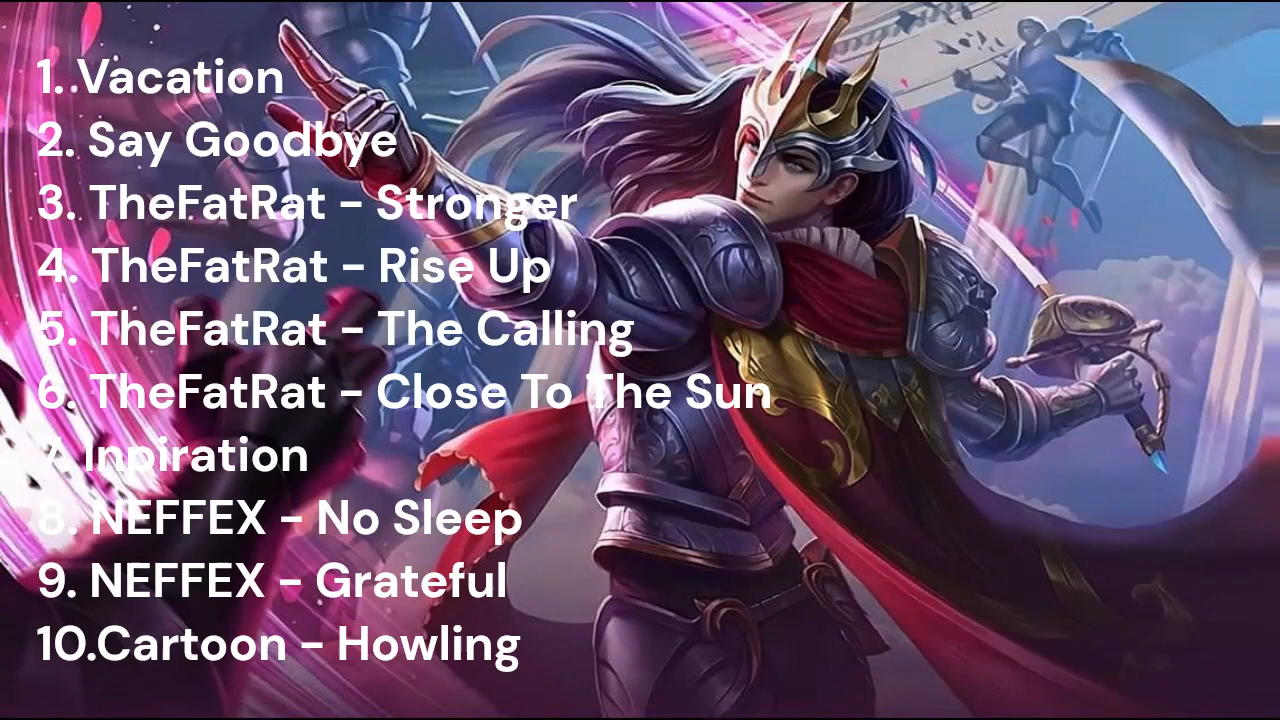 1. Vacation
2. Say Goodbye
3. TheFatRat - Stronger
4. TheFatRat - Rise Up
5. TheFatRat - The Calling
6. TheFatRat - Close To The Sun
7. Inpiration
8. NEFFEX - No Sleep
9. NEFFEX - Grateful
10.Cartoon - Howling